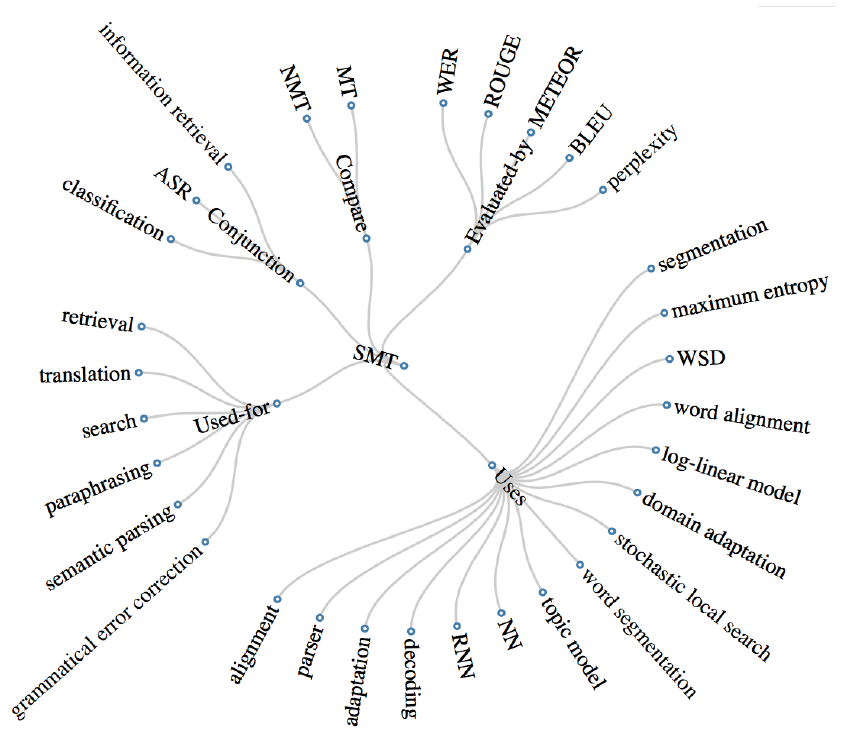 information retrieval
ASR
classification
Conjunction
NMT
MT
Compare
WER
ROUGE
METEOR
BLEU
perplexity
Evaluated-by
SMT
retrieval
translation
search
paraphrasing
semantic parsing
grammatical error correction
Used-for
segmentation
maximum entropy
WSD
word alignment
log-linear model
domain adaptation
stochastic local search
word segmentation
topic model
NN
RNN
decoding
adaptation
parser
alignment
Uses